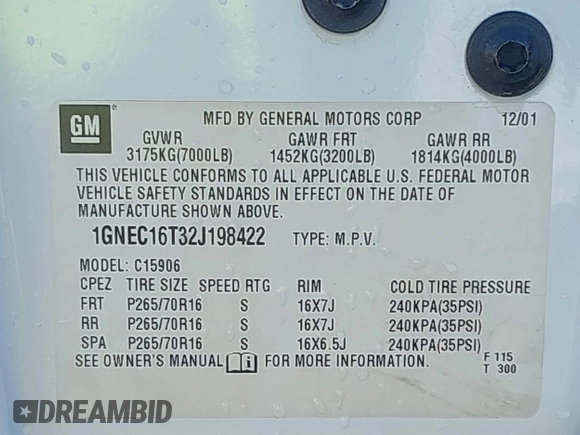 GM
MFD BY GENERAL MOTORS CORP 12/01
GVWR GAWR FRT GAWR RR
3175KG(7000LB) 1452KG(3200LB) 1814KG(4000LB)
THIS VEHICLE CONFORMS TO ALL APPLICABLE U.S. FEDERAL MOTOR
VEHICLE SAFETY STANDARDS IN EFFECT ON THE DATE OF
MANUFACTURE SHOWN ABOVE.
1GNEC16T32J198422 TYPE: M.P.V.
MODEL: C15906
CPEZ TIRE SIZE SPEED RTG RIM COLD TIRE PRESSURE
FRT P265/70R16 S 16X7J 240KPA(35PSI)
RR P265/70R16 S 16X7J 240KPA(35PSI)
SPA P265/70R16 S 16X6.5J 240KPA(35PSI)
SEE OWNER'S MANUAL FOR MORE INFORMATION. F 115
T 300
DREAMBID